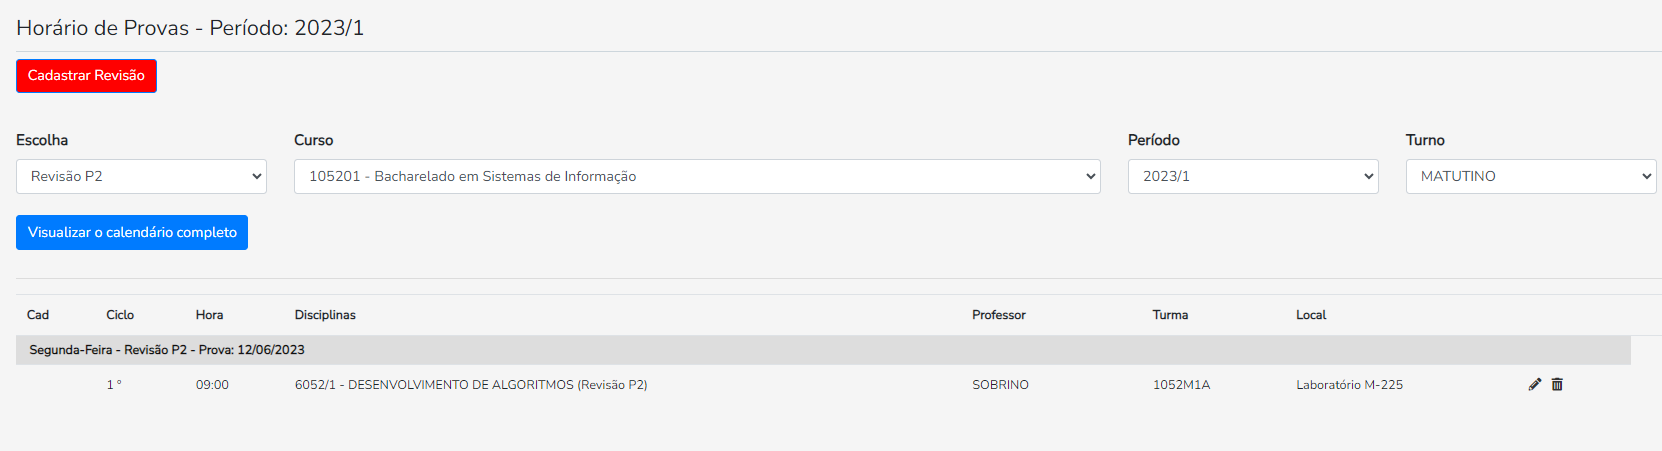 Horário de Provas - Período: 2023/1
Cadastrar Revisão
Escolha Curso Período Turno
Revisão P2 105201 - Bacharelado em Sistemas de Informação 2023/1 MATUTINO
Visualizar o calendário completo
Cad Ciclo Hora Disciplinas Professor Turma Local
Segunda-Feira - Revisão P2 - Prova: 12/06/2023
1 º 09:00 6052/1 - DESENVOLVIMENTO DE ALGORITMOS (Revisão P2) SOBRINO 1052M1A Laboratório M-225